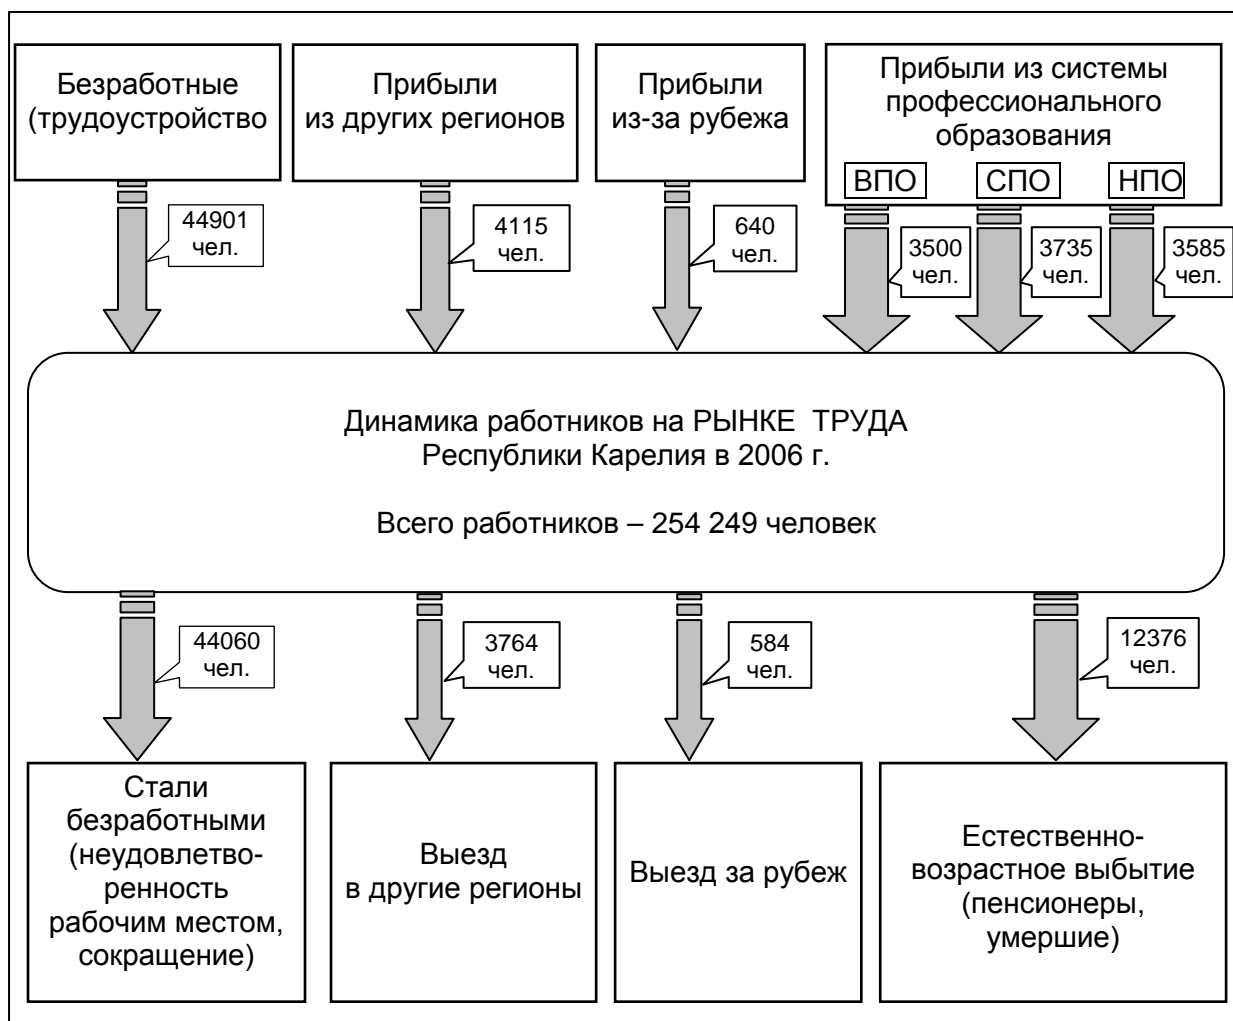 Безработные
(трудоустройство
Прибыли
из других регионов
Прибыли
из-за рубежа
Прибыли из системы
профессионального
образования
ВПО
СПО
НПО
44901
чел.
4115
чел.
640
чел.
3500
чел.
3735
чел.
3585
чел.
Динамика работников на РЫНКЕ ТРУДА
Республики Карелия в 2006 г.
Всего работников – 254 249 человек
44060
чел.
3764
чел.
584
чел.
12376
чел.
Стали
безработными
(неудовлетво-
ренность
рабочим местом,
сокращение)
Выезд
в другие регионы
Выезд за рубеж
Естественно-
возрастное выбытие
(пенсионеры,
умершие)